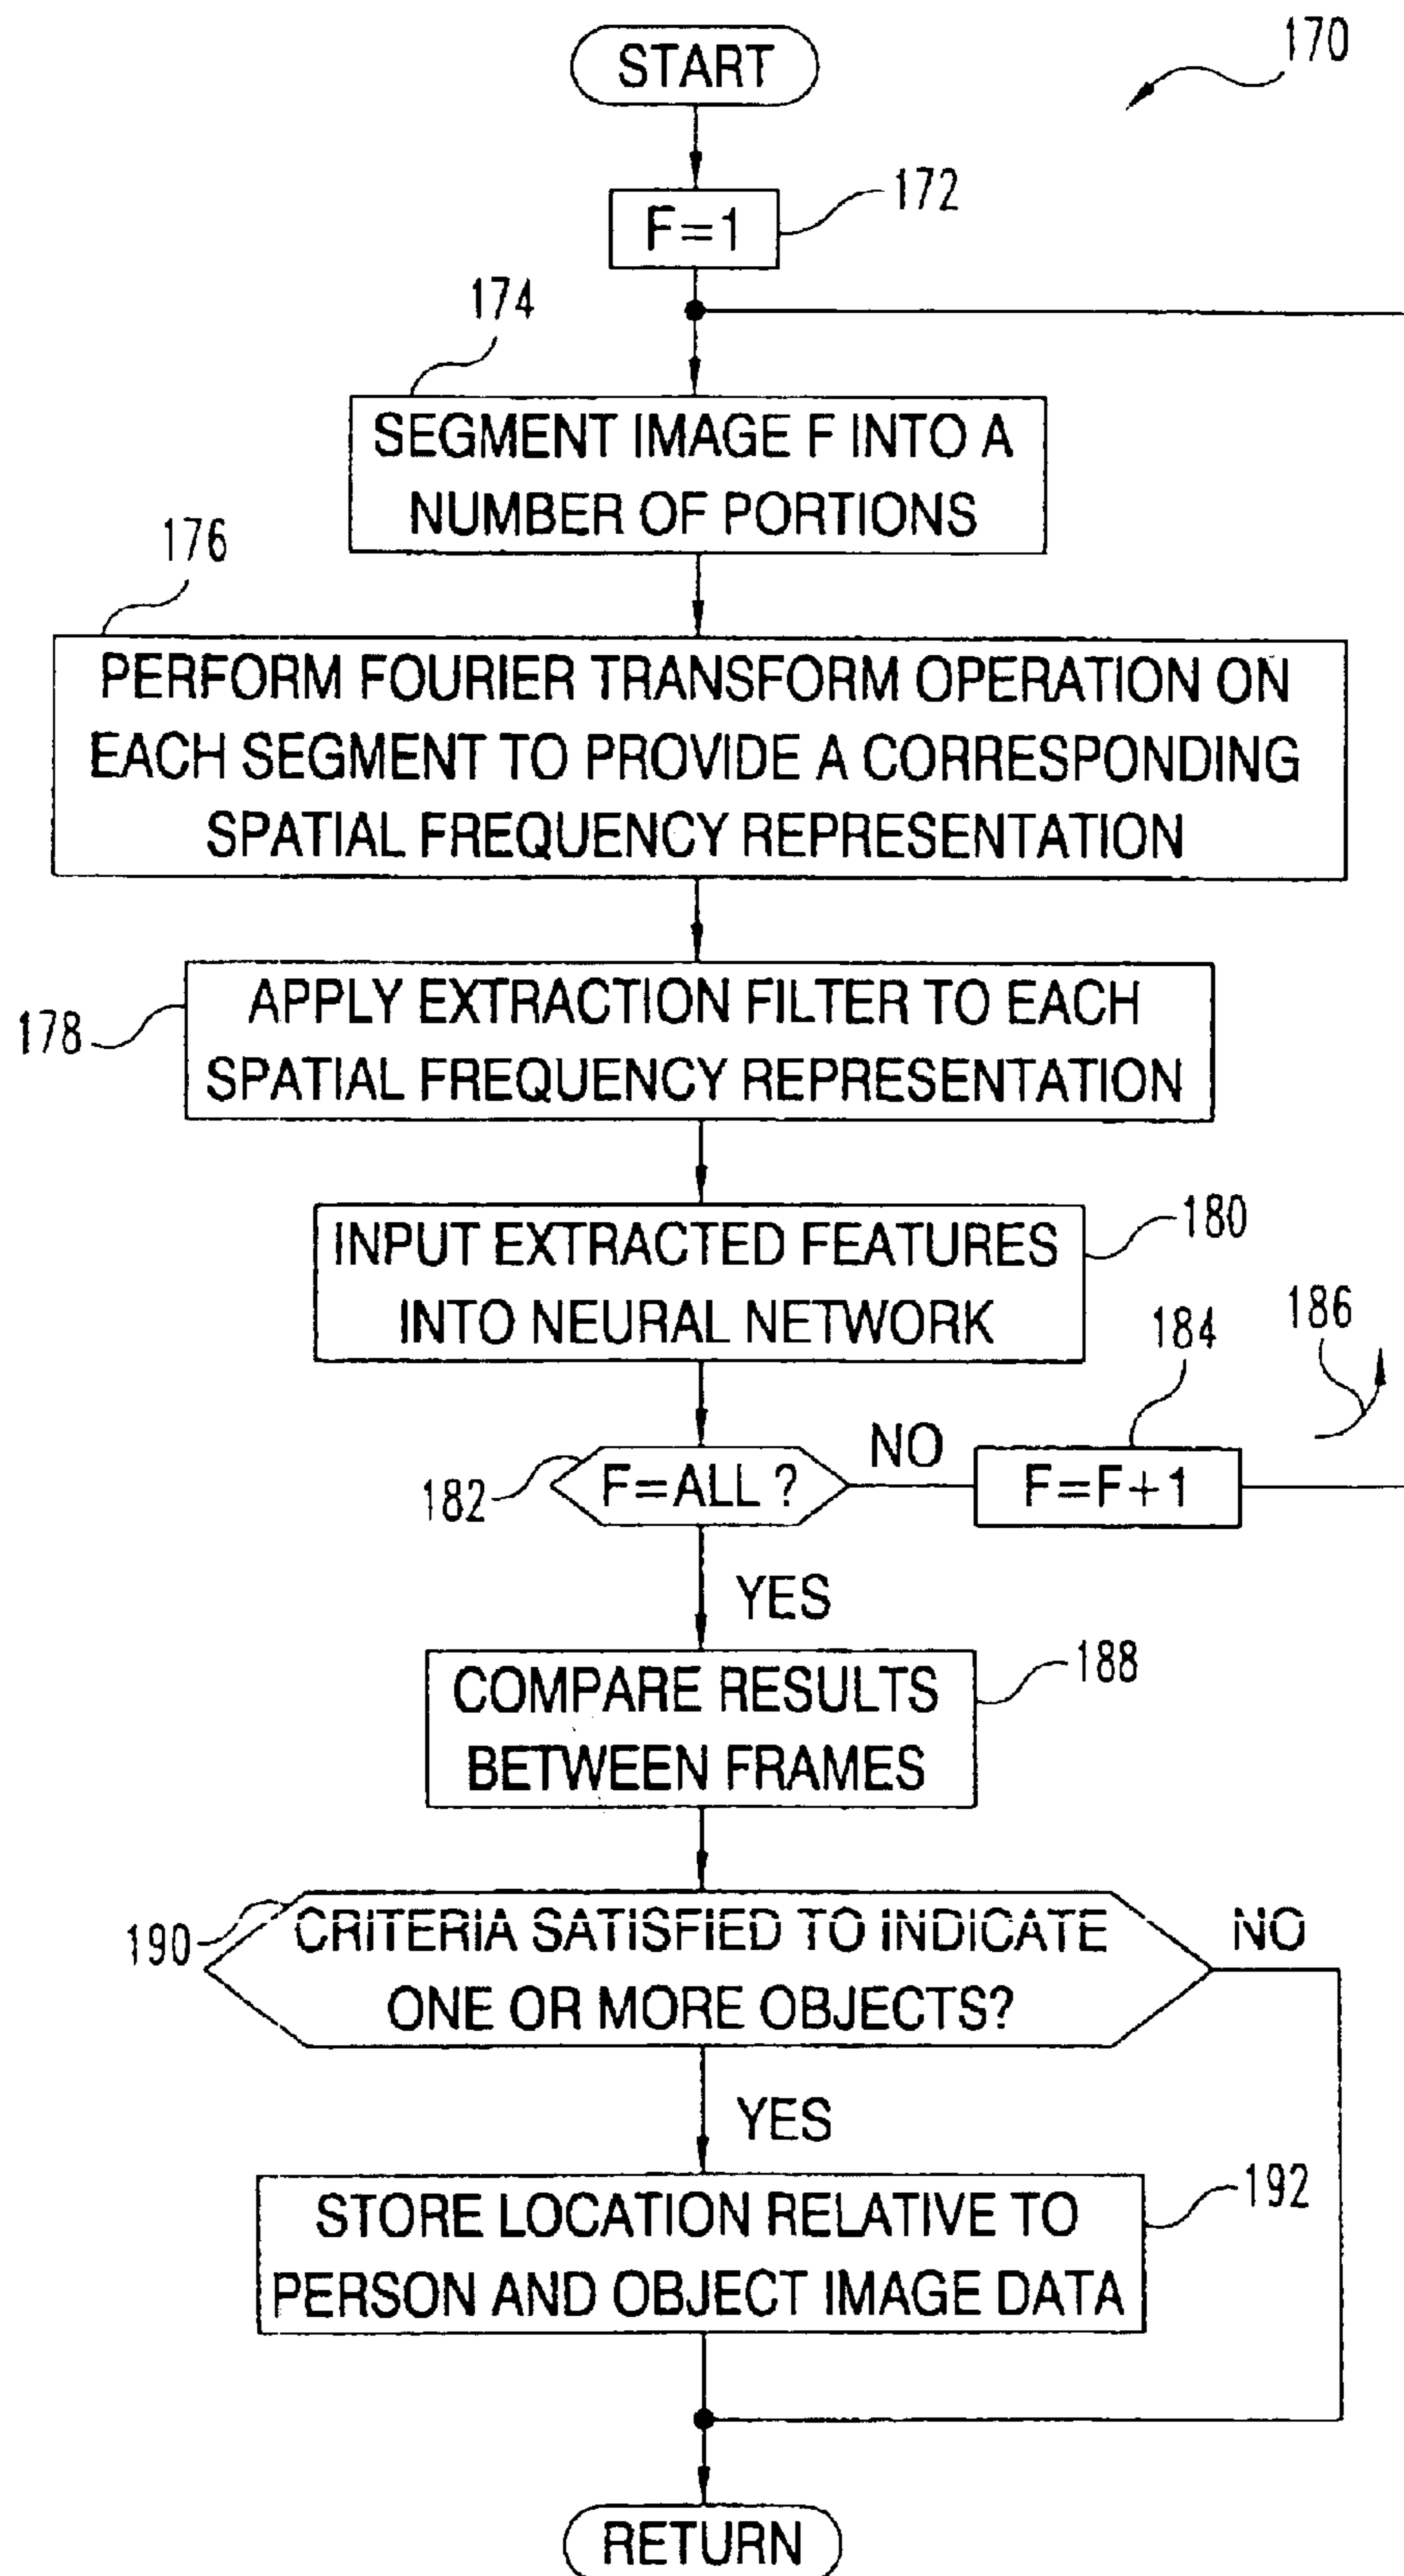 START
170
F=1
172
174
SEGMENT IMAGE F INTO A
NUMBER OF PORTIONS
176
PERFORM FOURIER TRANSFORM OPERATION ON
EACH SEGMENT TO PROVIDE A CORRESPONDING
SPATIAL FREQUENCY REPRESENTATION
APPLY EXTRACTION FILTER TO EACH
SPATIAL FREQUENCY REPRESENTATION
178
INPUT EXTRACTED FEATURES
INTO NEURAL NETWORK
180
182
F=ALL ?
NO
184
F=F+1
186
YES
COMPARE RESULTS
BETWEEN FRAMES
188
190
CRITERIA SATISFIED TO INDICATE
ONE OR MORE OBJECTS?
NO
YES
STORE LOCATION RELATIVE TO
PERSON AND OBJECT IMAGE DATA
192
RETURN